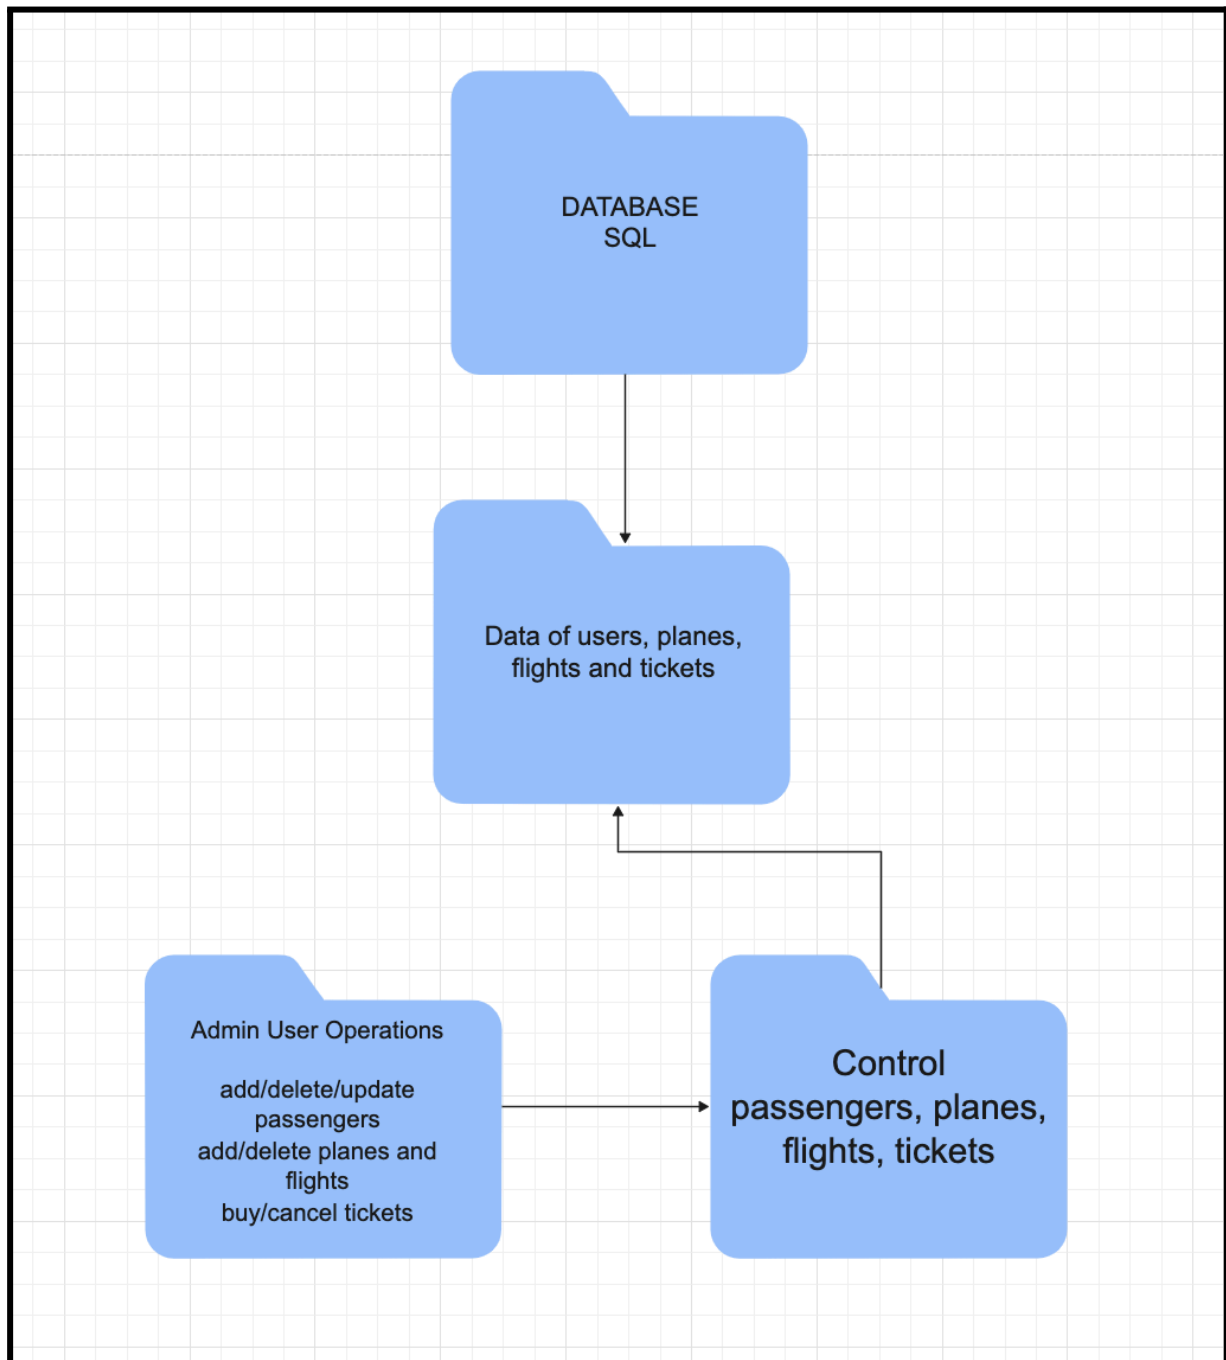 DATABASE
SQL
Data of users, planes,
flights and tickets
Admin User Operations
add/delete/update
passengers
add/delete planes and
flights
buy/cancel tickets
Control
passengers, planes,
flights, tickets